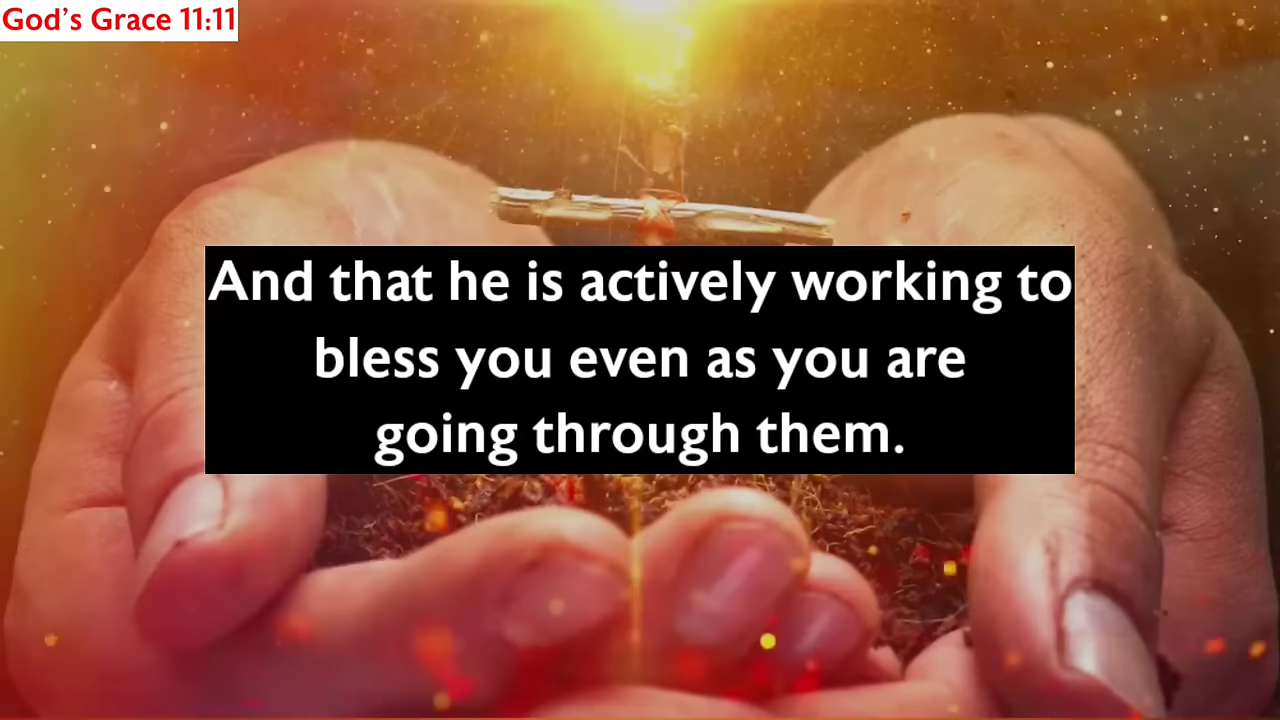 God's Grace 11:11
And that he is actively working to
bless you even as you are
going through them.